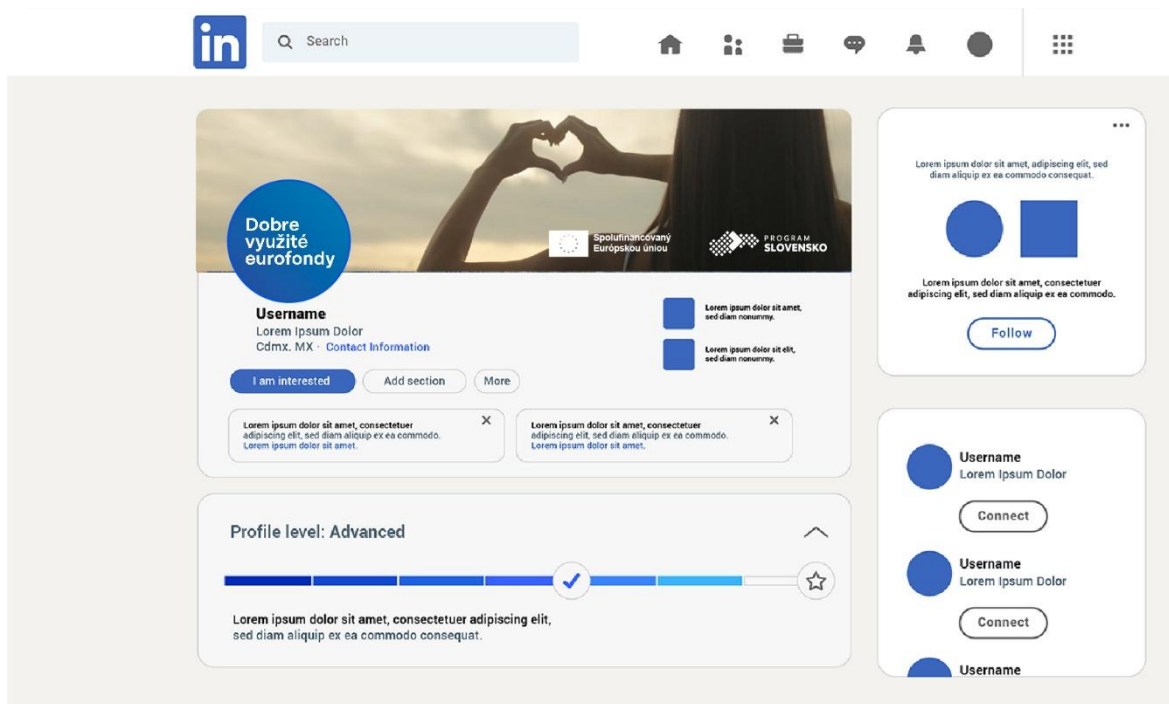 in
Search
Dobre
využité
eurofondy
Spolufinancovaný
Európskou úniou
PROGRAM
SLOVENSKO
Username
Lorem Ipsum Dolor
Cdmx. MX · Contact Information
Lorem ipsum dolor sit amet,
sed diam nonummy.
Lorem ipsum dolor sit elit,
sed diam nonummy.
I am interested
Add section
More
Lorem ipsum dolor sit amet, consectetuer
adipiscing elit, sed diam aliquip ex ea commodo.
Lorem ipsum dolor sit amet.
Lorem ipsum dolor sit amet, consectetuer
adipiscing elit, sed diam aliquip ex ea commodo.
Lorem ipsum dolor sit amet.
Profile level: Advanced
Lorem ipsum dolor sit amet, consectetuer adipiscing elit,
sed diam aliquip ex ea commodo consequat.
Lorem ipsum dolor sit amet, adipiscing elit, sed
diam aliquip ex ea commodo consequat.
Lorem ipsum dolor sit amet, consectetuer
adipiscing elit, sed diam aliquip ex ea commodo.
Follow
Username
Lorem Ipsum Dolor
Connect
Username
Lorem Ipsum Dolor
Connect
Username